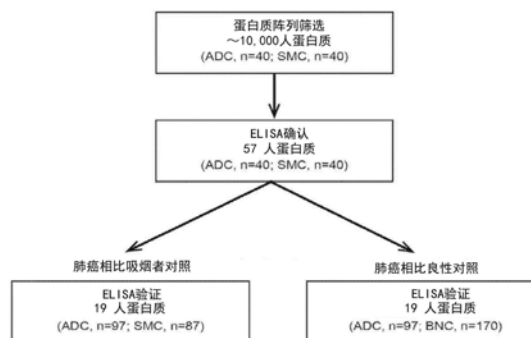 蛋白质阵列筛选
~10,000人蛋白质
(ADC, n=40; SMC, n=40)
ELISA确认
57 人蛋白质
(ADC, n=40; SMC, n=40)
肺癌相比吸烟者对照
肺癌相比良性对照
ELISA验证
19 人蛋白质
(ADC, n=97; SMC, n=87)
ELISA验证
19 人蛋白质
(ADC, n=97; BNC, n=170)